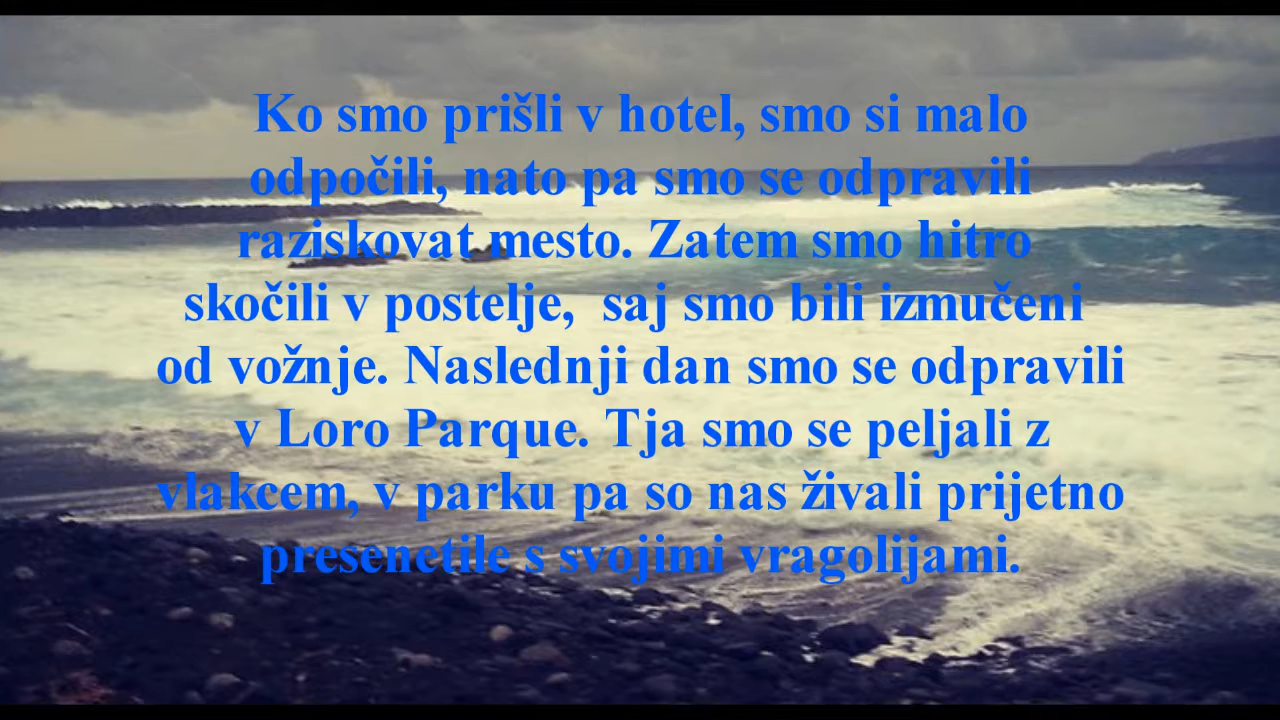 Ko smo prišli v hotel, smo si malo
odpočili, nato pa smo se odpravili
raziskovat mesto. Zatem smo hitro
skočili v postelje,  saj smo bili izmučeni
od vožnje. Naslednji dan smo se odpravili
v Loro Parque. Tja smo se peljali z
vlakcem, v parku pa so nas živali prijetno
presenetile s svojimi vragolijami.